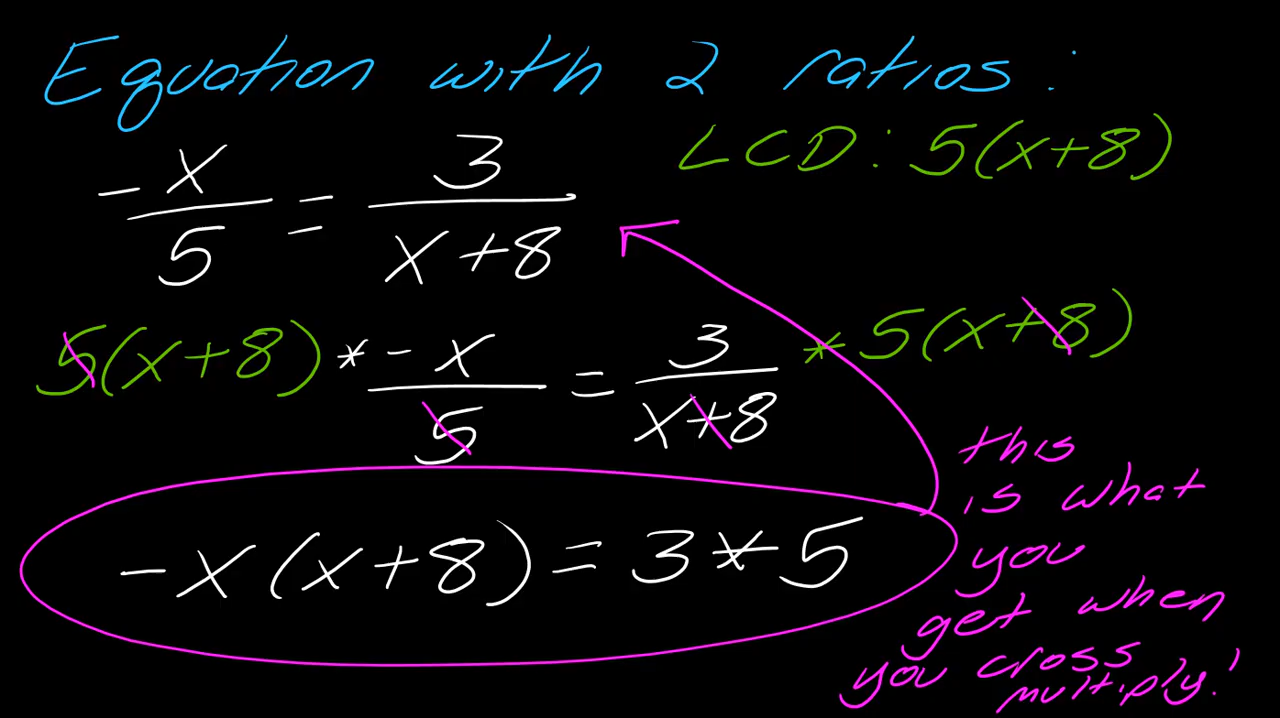 Equation with 2 ratios:
LCD: 5(x+8)
-x/5 = 3/(x+8)
5(x+8) * -x/5 = 3/(x+8) * 5(x+8)
-x(x+8) = 3*5
this
is what
you
get when
you cross
multiply!